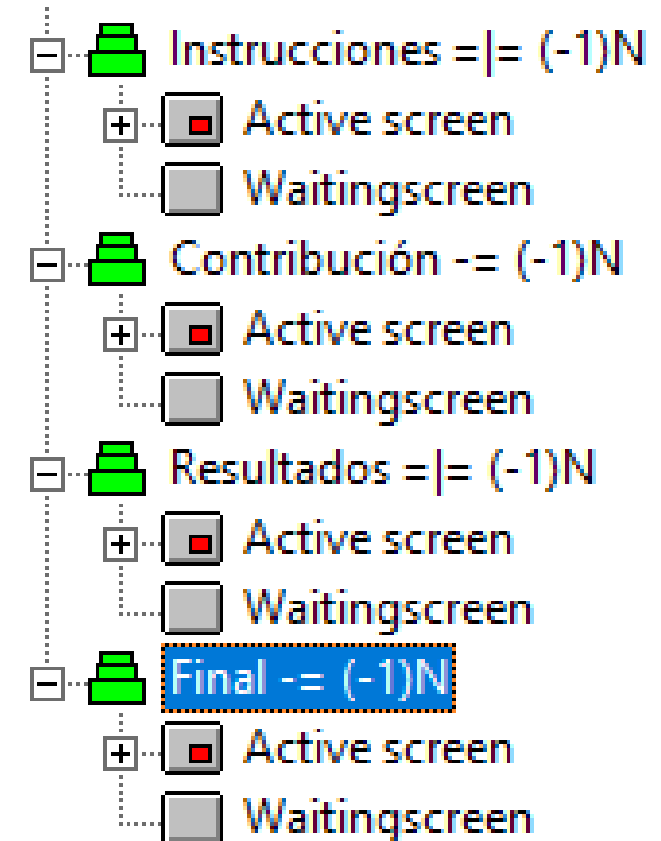 Instrucciones =|= (-1)N
Active screen
Waitingscreen
Contribución -= (-1)N
Active screen
Waitingscreen
Resultados =|= (-1)N
Active screen
Waitingscreen
Final -= (-1)N
Active screen
Waitingscreen